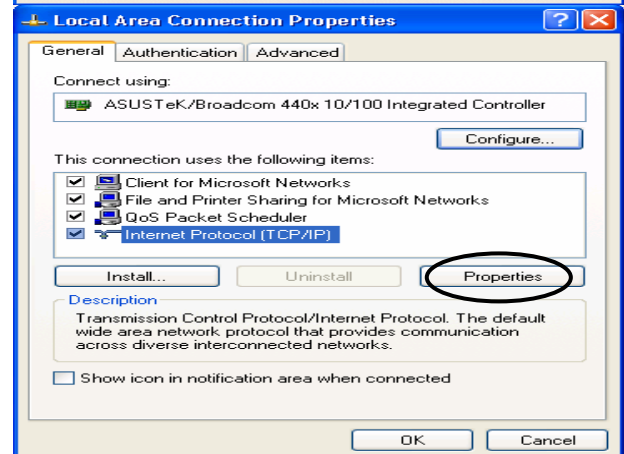 Local Area Connection Properties
General Authentication Advanced
Connect using:
ASUSTeK/Broadcom 440x 10/100 Integrated Controller
Configure...
This connection uses the following items:
Client for Microsoft Networks
File and Printer Sharing for Microsoft Networks
QoS Packet Scheduler
Internet Protocol (TCP/IP)
Install... Uninstall Properties
Description
Transmission Control Protocol/Internet Protocol. The default
wide area network protocol that provides communication
across diverse interconnected networks.
Show icon in notification area when connected
OK Cancel